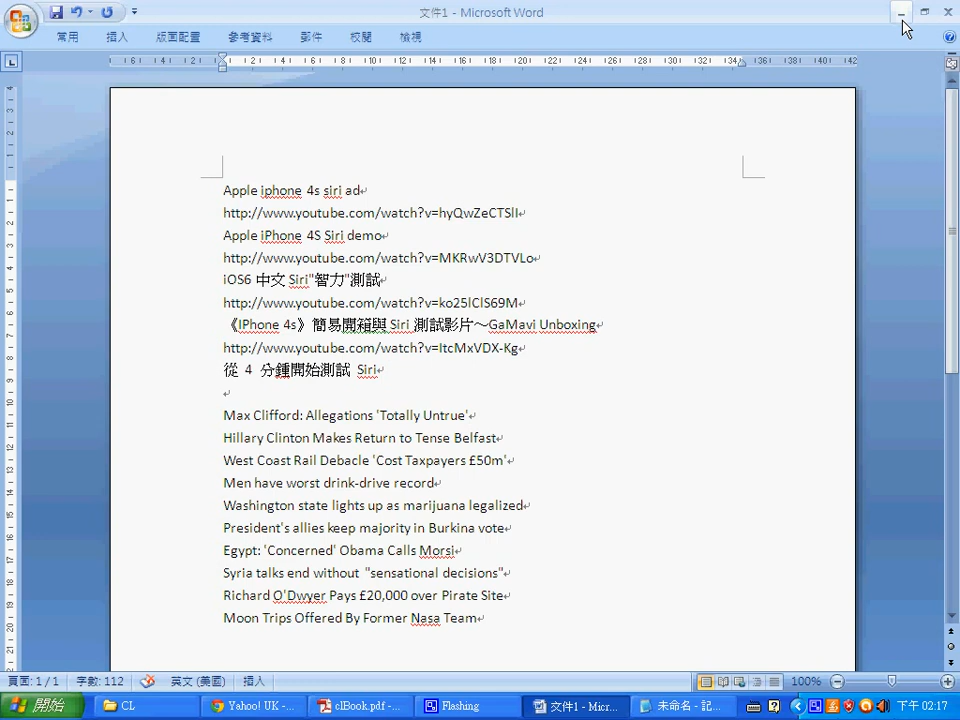 文件1 - Microsoft Word
常用 插入 版面配置 參考資料 郵件 校閱 檢視
Apple iphone 4s siri ad
http://www.youtube.com/watch?v=hyQwZeCTSlI
Apple iPhone 4S Siri demo
http://www.youtube.com/watch?v=MKRwV3DTVLo
iOS6 中文 Siri"智力"測試
http://www.youtube.com/watch?v=ko25lClS69M
《IPhone 4s》簡易開箱與 Siri 測試影片～GaMavi Unboxing
http://www.youtube.com/watch?v=ItcMxVDX-Kg
從 4 分鍾開始測試 Siri
Max Clifford: Allegations 'Totally Untrue'
Hillary Clinton Makes Return to Tense Belfast
West Coast Rail Debacle 'Cost Taxpayers £50m'
Men have worst drink-drive record
Washington state lights up as marijuana legalized
President's allies keep majority in Burkina vote
Egypt: 'Concerned' Obama Calls Morsi
Syria talks end without "sensational decisions"
Richard O'Dwyer Pays £20,000 over Pirate Site
Moon Trips Offered By Former Nasa Team
頁面: 1 / 1 字數: 112 英文 (美國) 插入 100%
開始 CL Yahoo! UK -... clBook.pdf -... Flashing 文件1 - Micr... 未命名 - 記... 下午 02:17